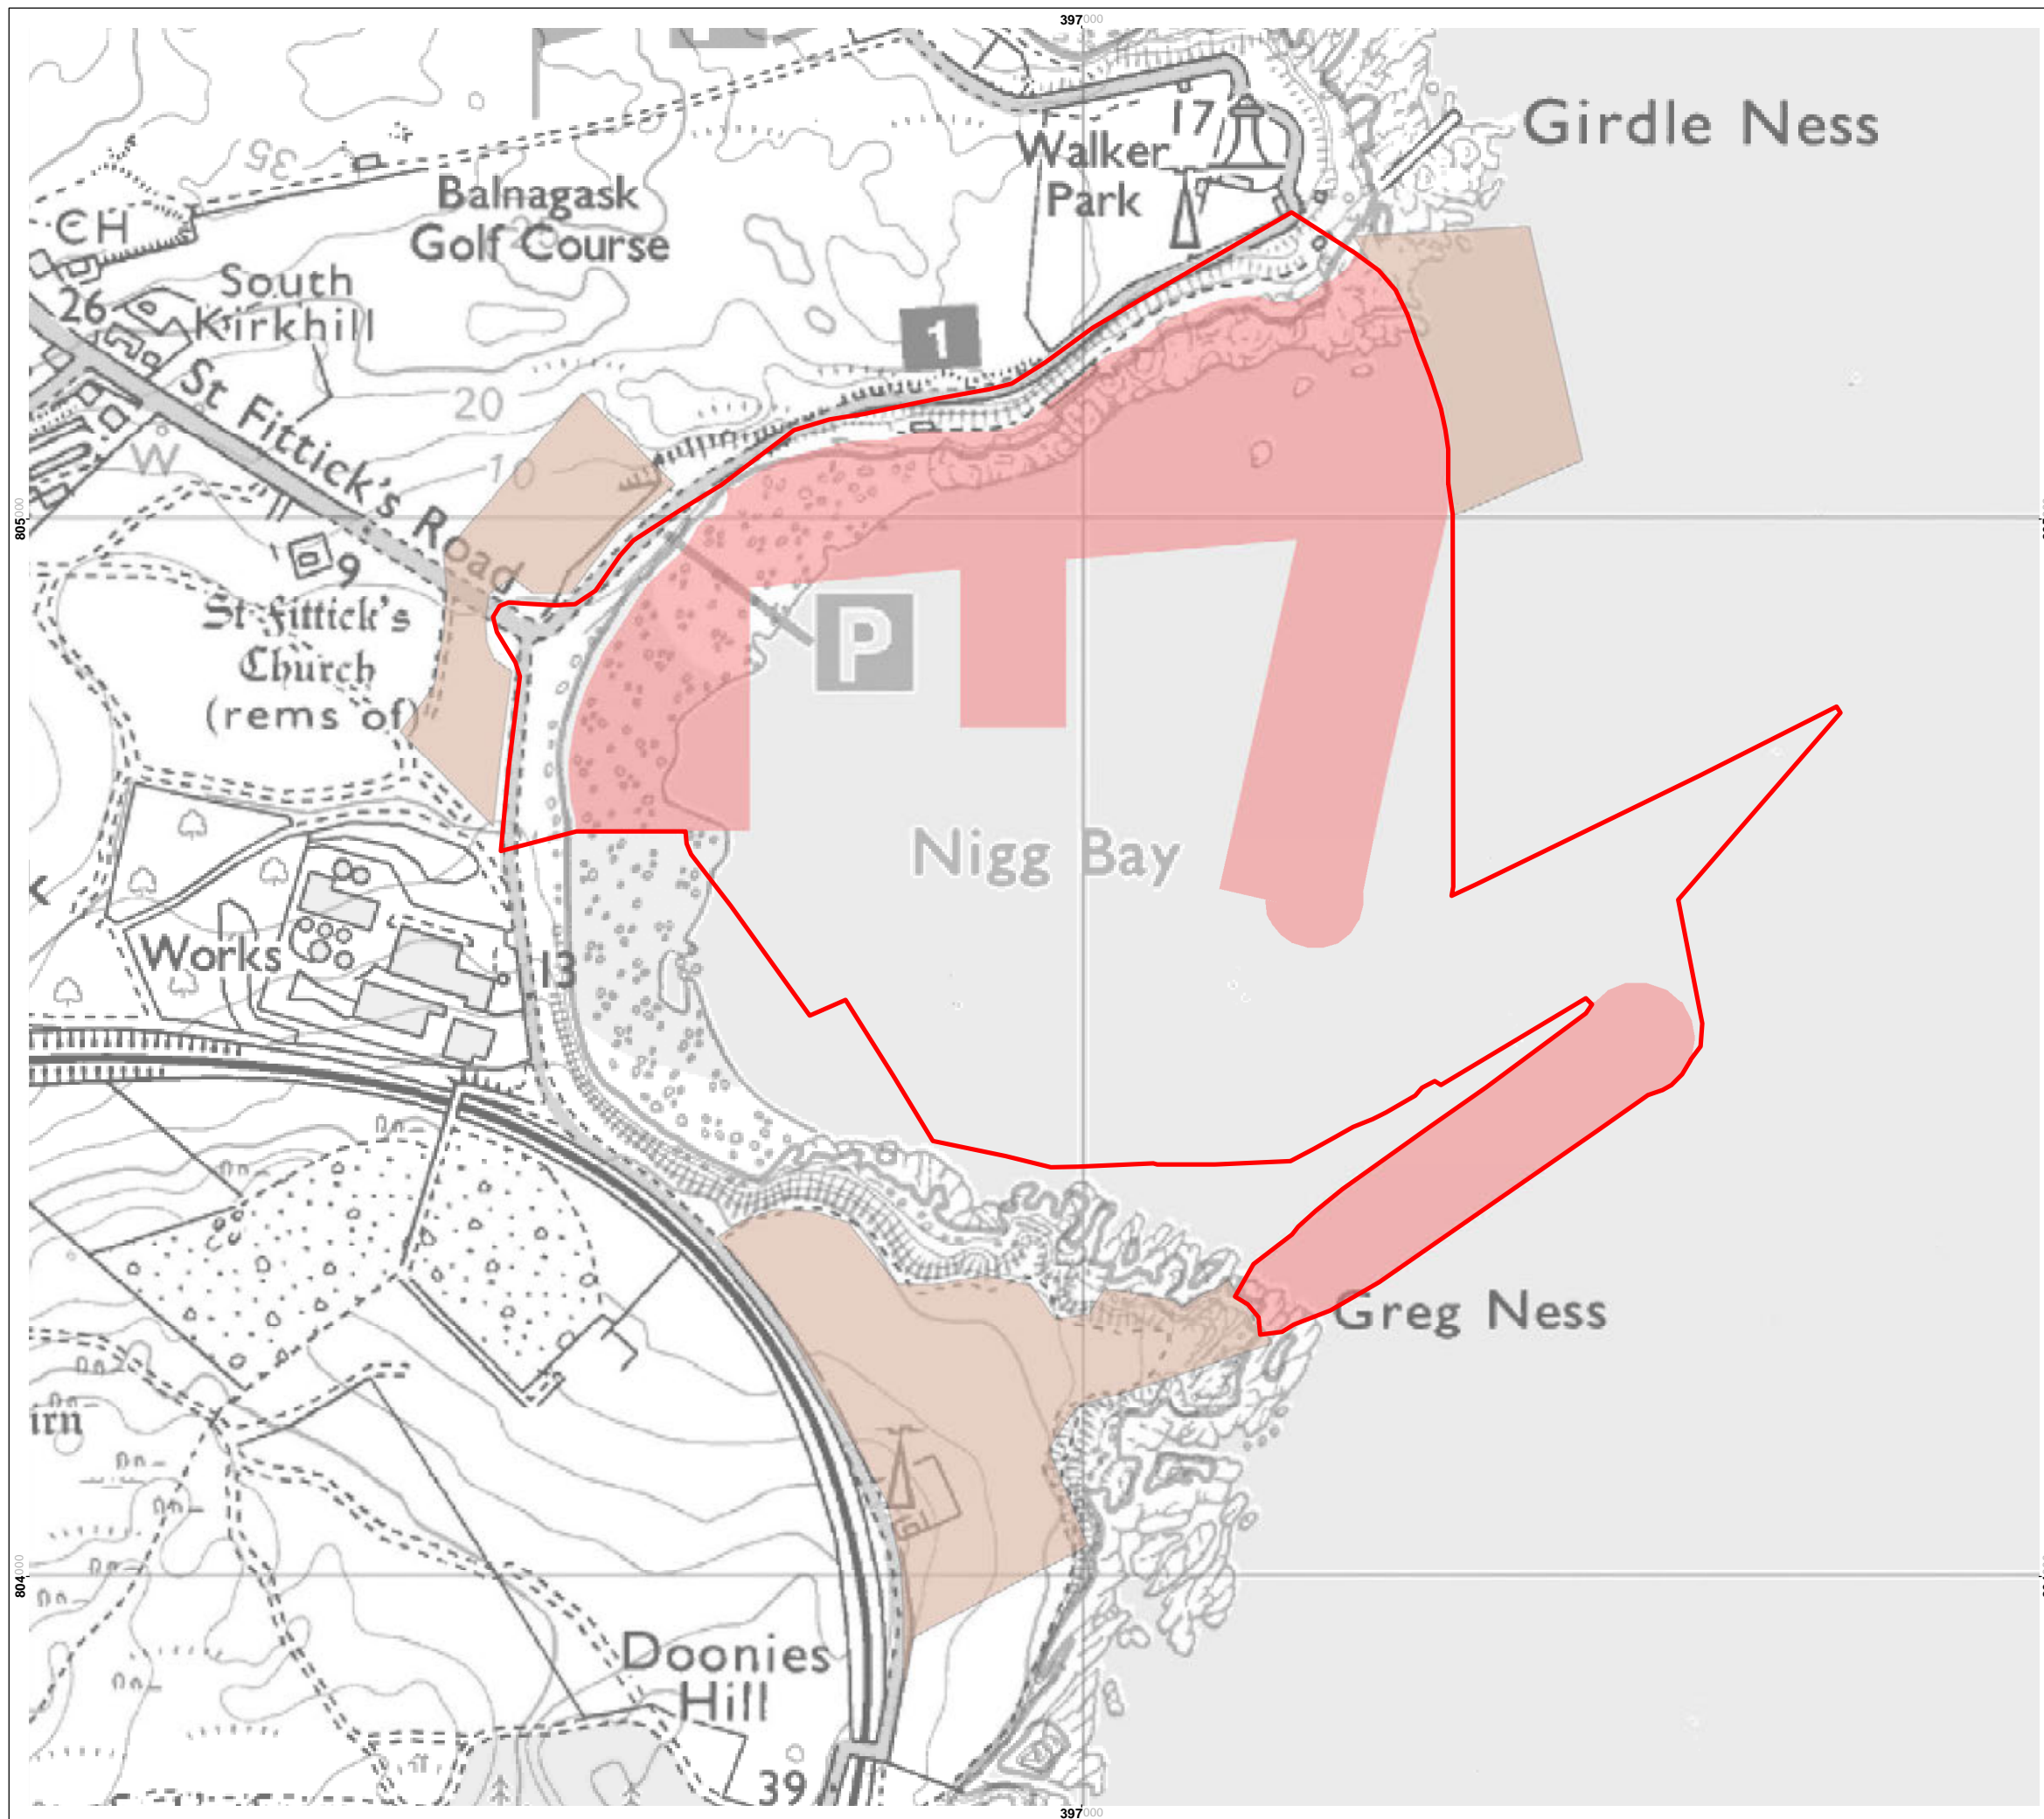 397000
Girdle Ness
17
Walker
Park
35
Balnagask
Golf Course
CH
South
Kirkhill
26
1
20
St Fittick's Road
10
W
805000
9
St Fittick's
Church
(rems of)
P
Nigg Bay
Works
13
Greg Ness
irn
804000
Doonies
Hill
39
397000